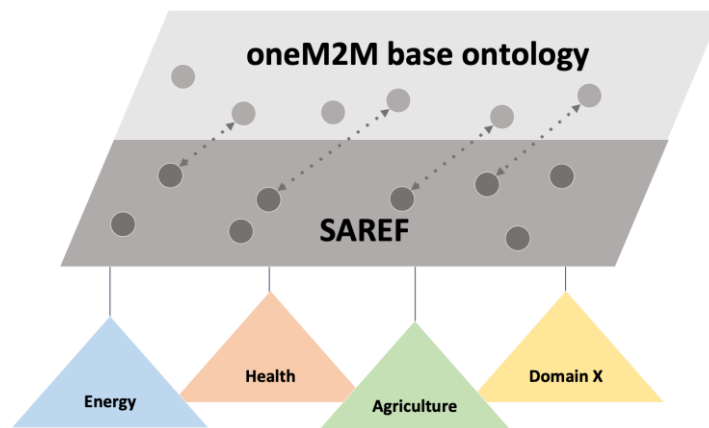 oneM2M base ontology
SAREF
Energy
Health
Agriculture
Domain X